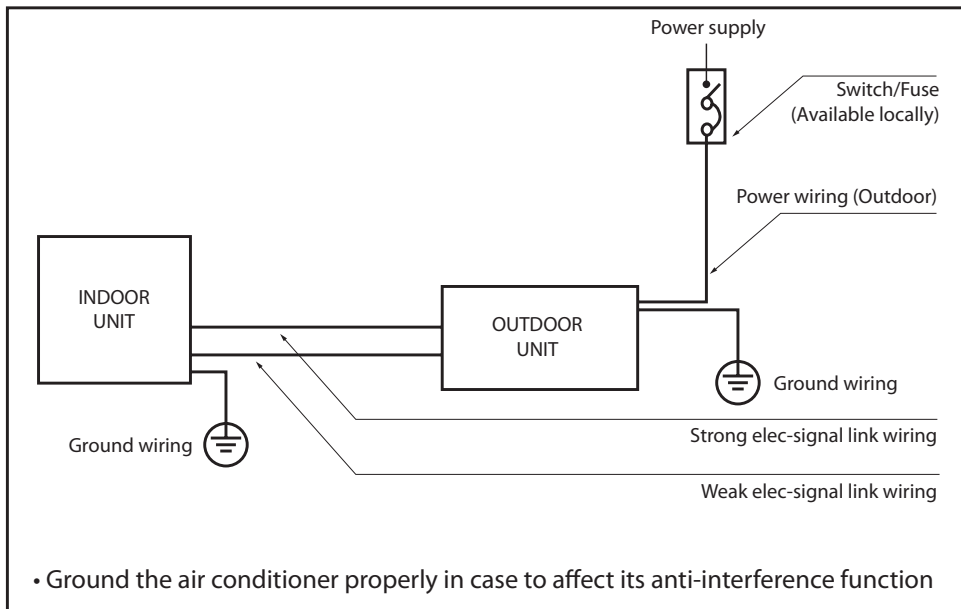 Power supply
Switch/Fuse
(Available locally)
Power wiring (Outdoor)
INDOOR
UNIT
OUTDOOR
UNIT
Ground wiring
Ground wiring
Strong elec-signal link wiring
Weak elec-signal link wiring
• Ground the air conditioner properly in case to affect its anti-interference function